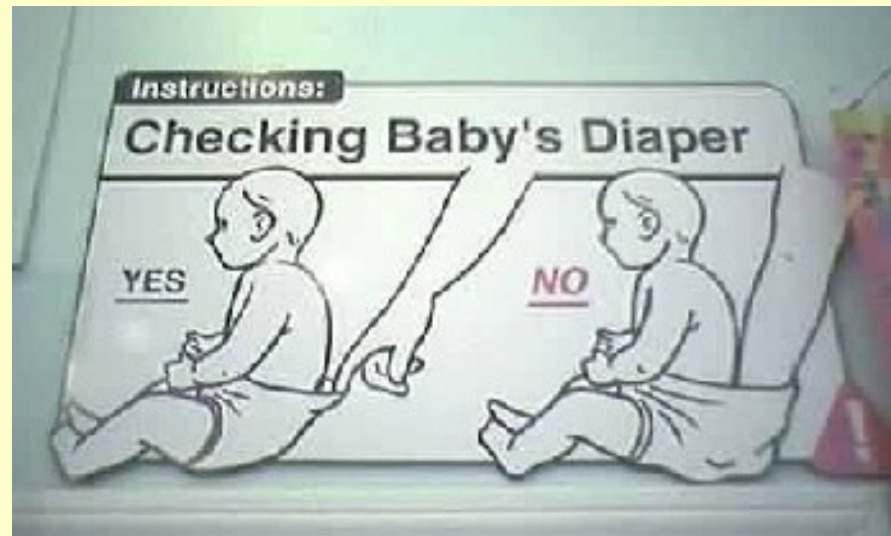 Instructions:
Checking Baby's Diaper
YES
NO
!